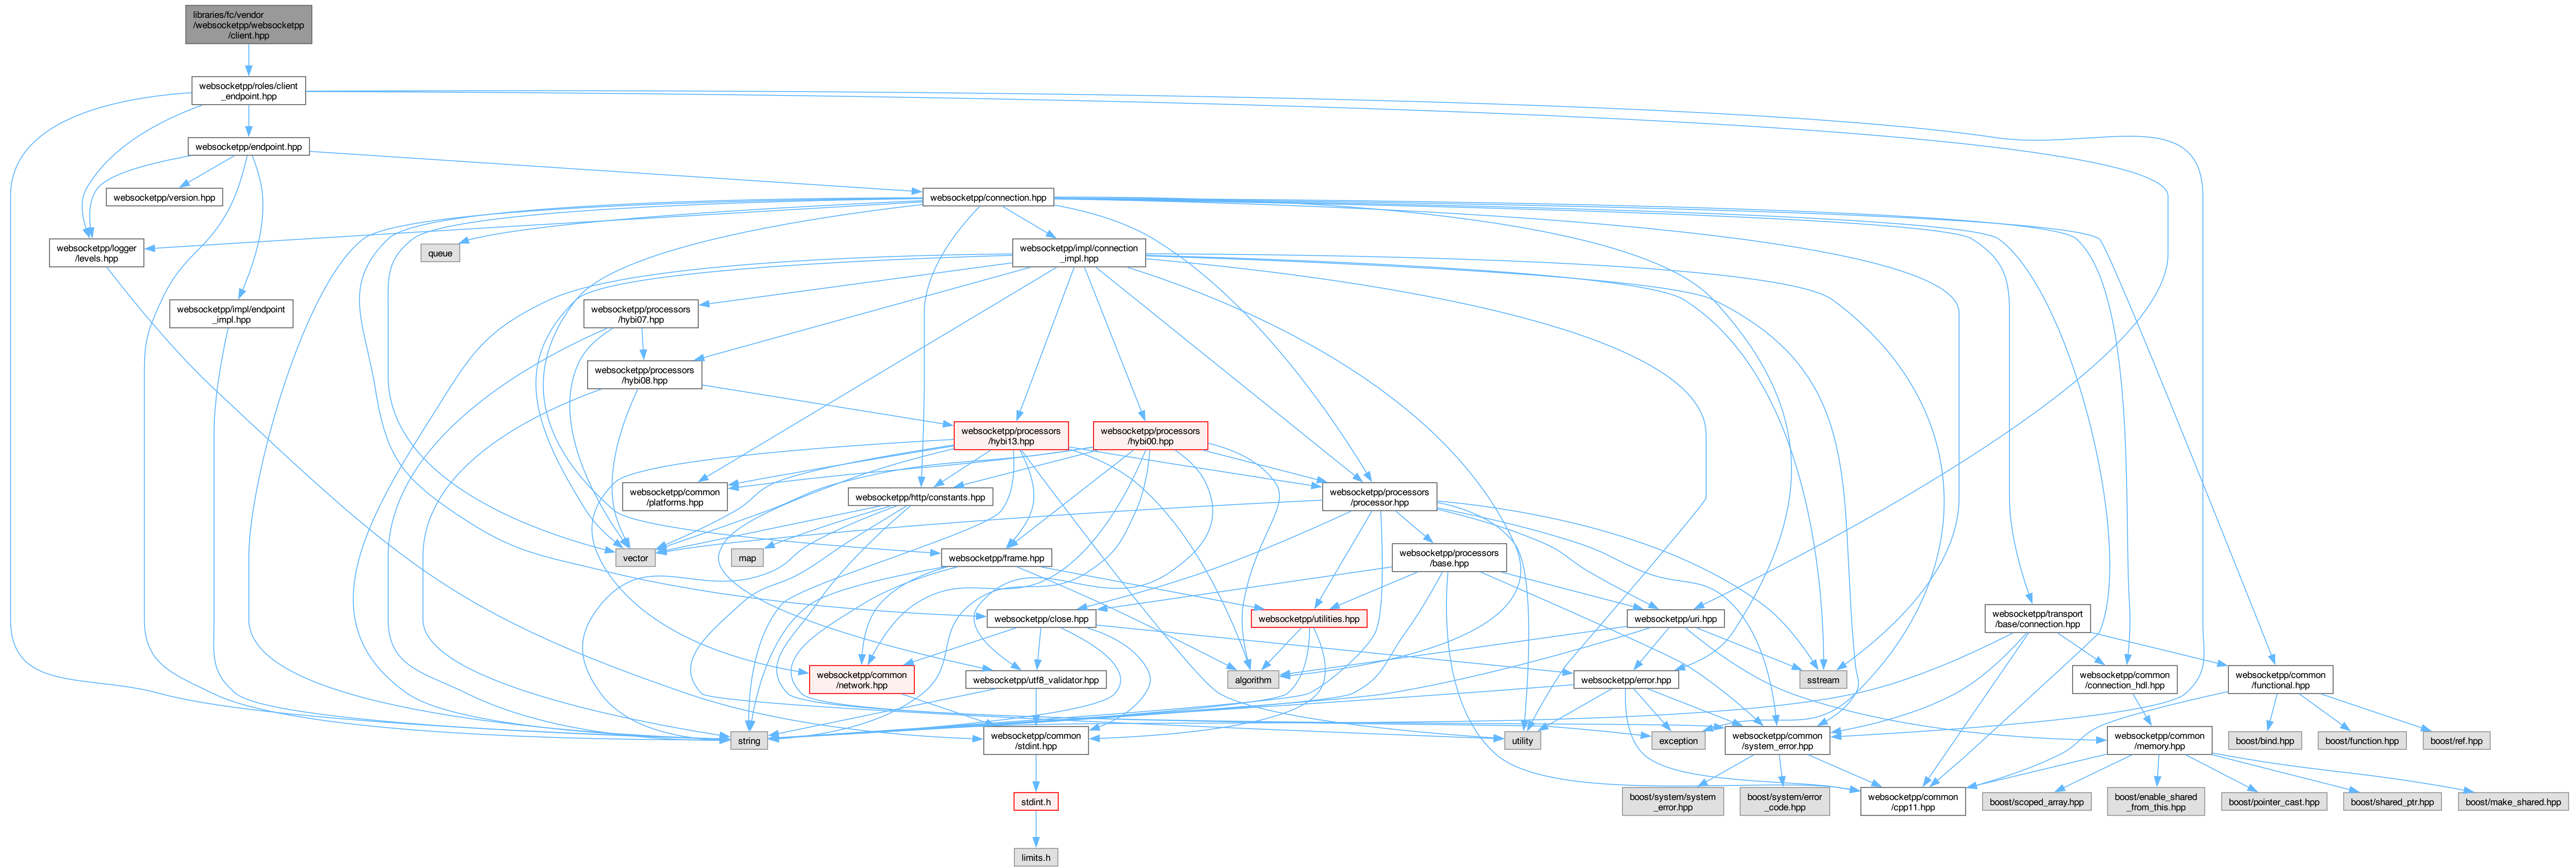 libraries/fc/vendor
/websocketpp/websocketpp
/client.hpp
websocketpp/roles/client
_endpoint.hpp
websocketpp/endpoint.hpp
websocketpp/version.hpp
websocketpp/connection.hpp
websocketpp/logger
/levels.hpp
queue
websocketpp/impl/connection
_impl.hpp
websocketpp/impl/endpoint
_impl.hpp
websocketpp/processors
/hybi07.hpp
websocketpp/processors
/hybi08.hpp
websocketpp/processors
/hybi13.hpp
websocketpp/processors
/hybi00.hpp
websocketpp/common
/platforms.hpp
websocketpp/http/constants.hpp
websocketpp/processors
/processor.hpp
vector
map
websocketpp/frame.hpp
websocketpp/processors
/base.hpp
websocketpp/close.hpp
websocketpp/utilities.hpp
websocketpp/uri.hpp
websocketpp/transport
/base/connection.hpp
websocketpp/common
/network.hpp
websocketpp/utf8_validator.hpp
algorithm
websocketpp/error.hpp
sstream
websocketpp/common
/connection_hdl.hpp
websocketpp/common
/functional.hpp
string
websocketpp/common
/stdint.hpp
utility
exception
websocketpp/common
/system_error.hpp
websocketpp/common
/memory.hpp
boost/bind.hpp
boost/function.hpp
boost/ref.hpp
stdint.h
boost/system/system
_error.hpp
boost/system/error
_code.hpp
websocketpp/common
/cpp11.hpp
boost/scoped_array.hpp
boost/enable_shared
_from_this.hpp
boost/pointer_cast.hpp
boost/shared_ptr.hpp
boost/make_shared.hpp
limits.h